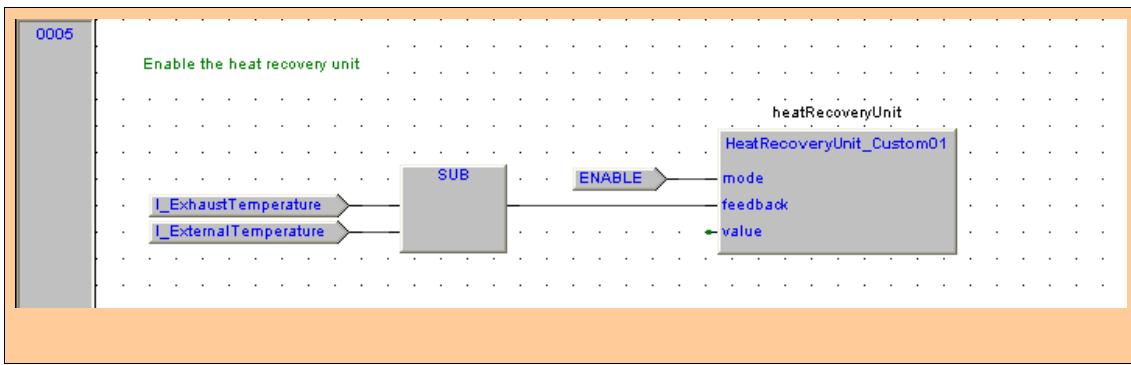 0005
Enable the heat recovery unit
heatRecoveryUnit
HeatRecoveryUnit_Custom01
SUB
ENABLE
mode
I_ExhaustTemperature
feedback
I_ExternalTemperature
value